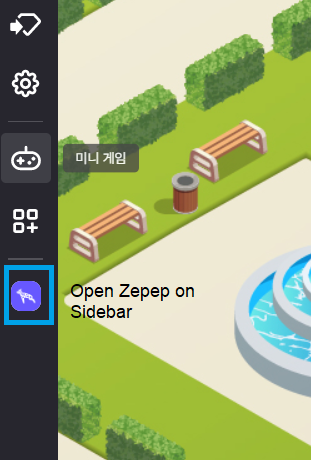 미니 게임
Open Zepep on
Sidebar